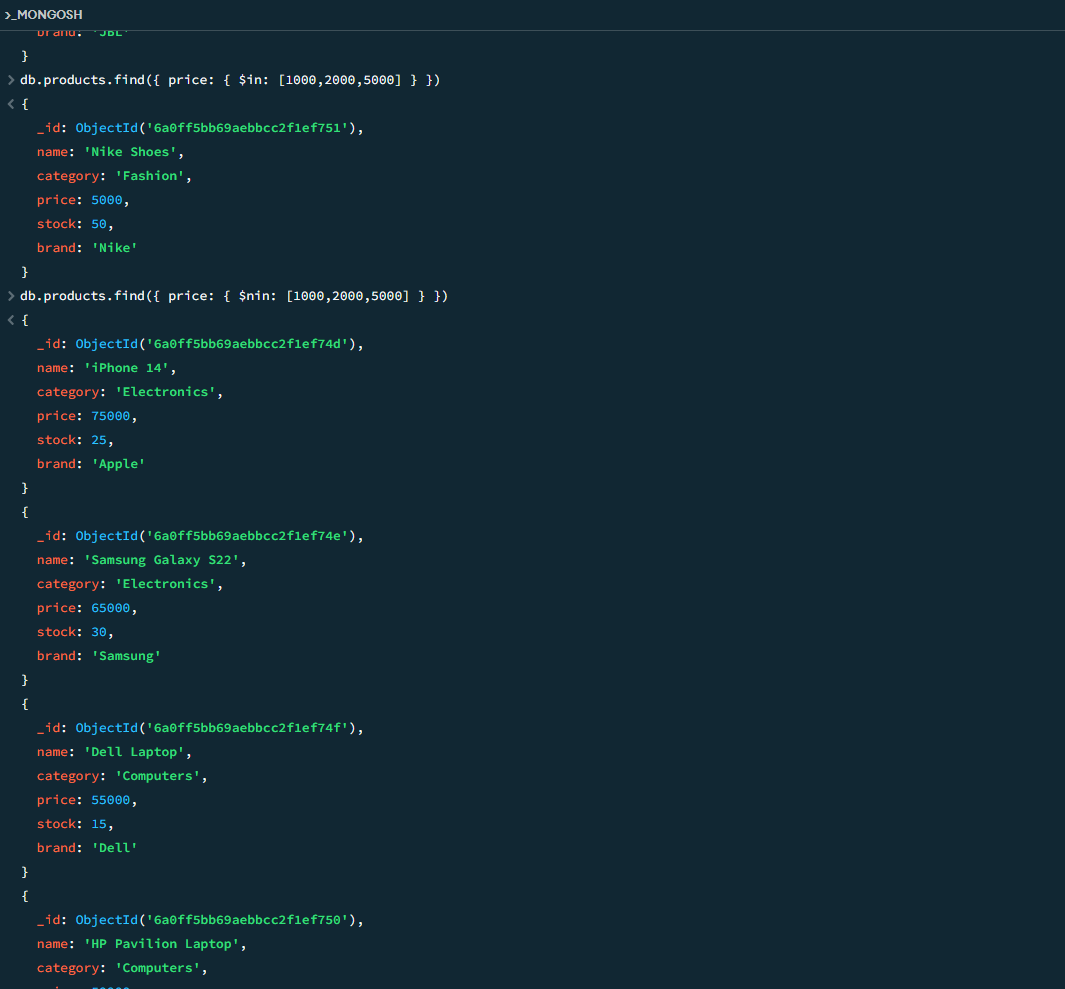 >_MONGOSH
brand: 'JBL'
}
> db.products.find({ price: { $in: [1000,2000,5000] } })
< {
_id: ObjectId('6a0ff5bb69aebbcc2f1ef751'),
name: 'Nike Shoes',
category: 'Fashion',
price: 5000,
stock: 50,
brand: 'Nike'
}
> db.products.find({ price: { $nin: [1000,2000,5000] } })
< {
_id: ObjectId('6a0ff5bb69aebbcc2f1ef74d'),
name: 'iPhone 14',
category: 'Electronics',
price: 75000,
stock: 25,
brand: 'Apple'
}
{
_id: ObjectId('6a0ff5bb69aebbcc2f1ef74e'),
name: 'Samsung Galaxy S22',
category: 'Electronics',
price: 65000,
stock: 30,
brand: 'Samsung'
}
{
_id: ObjectId('6a0ff5bb69aebbcc2f1ef74f'),
name: 'Dell Laptop',
category: 'Computers',
price: 55000,
stock: 15,
brand: 'Dell'
}
{
_id: ObjectId('6a0ff5bb69aebbcc2f1ef750'),
name: 'HP Pavilion Laptop',
category: 'Computers',